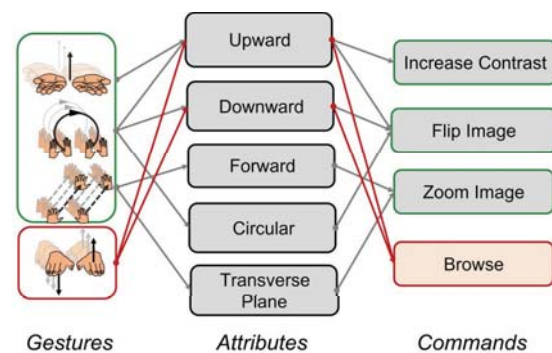 Upward
Increase Contrast
Downward
Flip Image
Forward
Zoom Image
Circular
Browse
Transverse
Plane
Gestures
Attributes
Commands